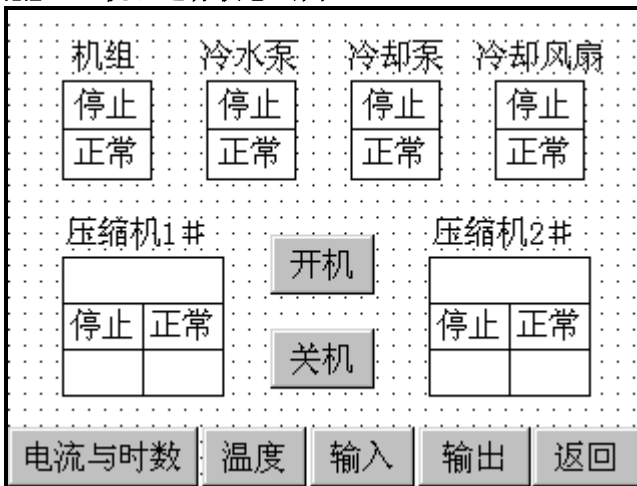 机组 冷水泵 冷却泵 冷却风扇
停止 停止 停止 停止
正常 正常 正常 正常
压缩机1# 压缩机2#
开机
停止 正常 停止 正常
关机
电流与时数 温度 输入 输出 返回